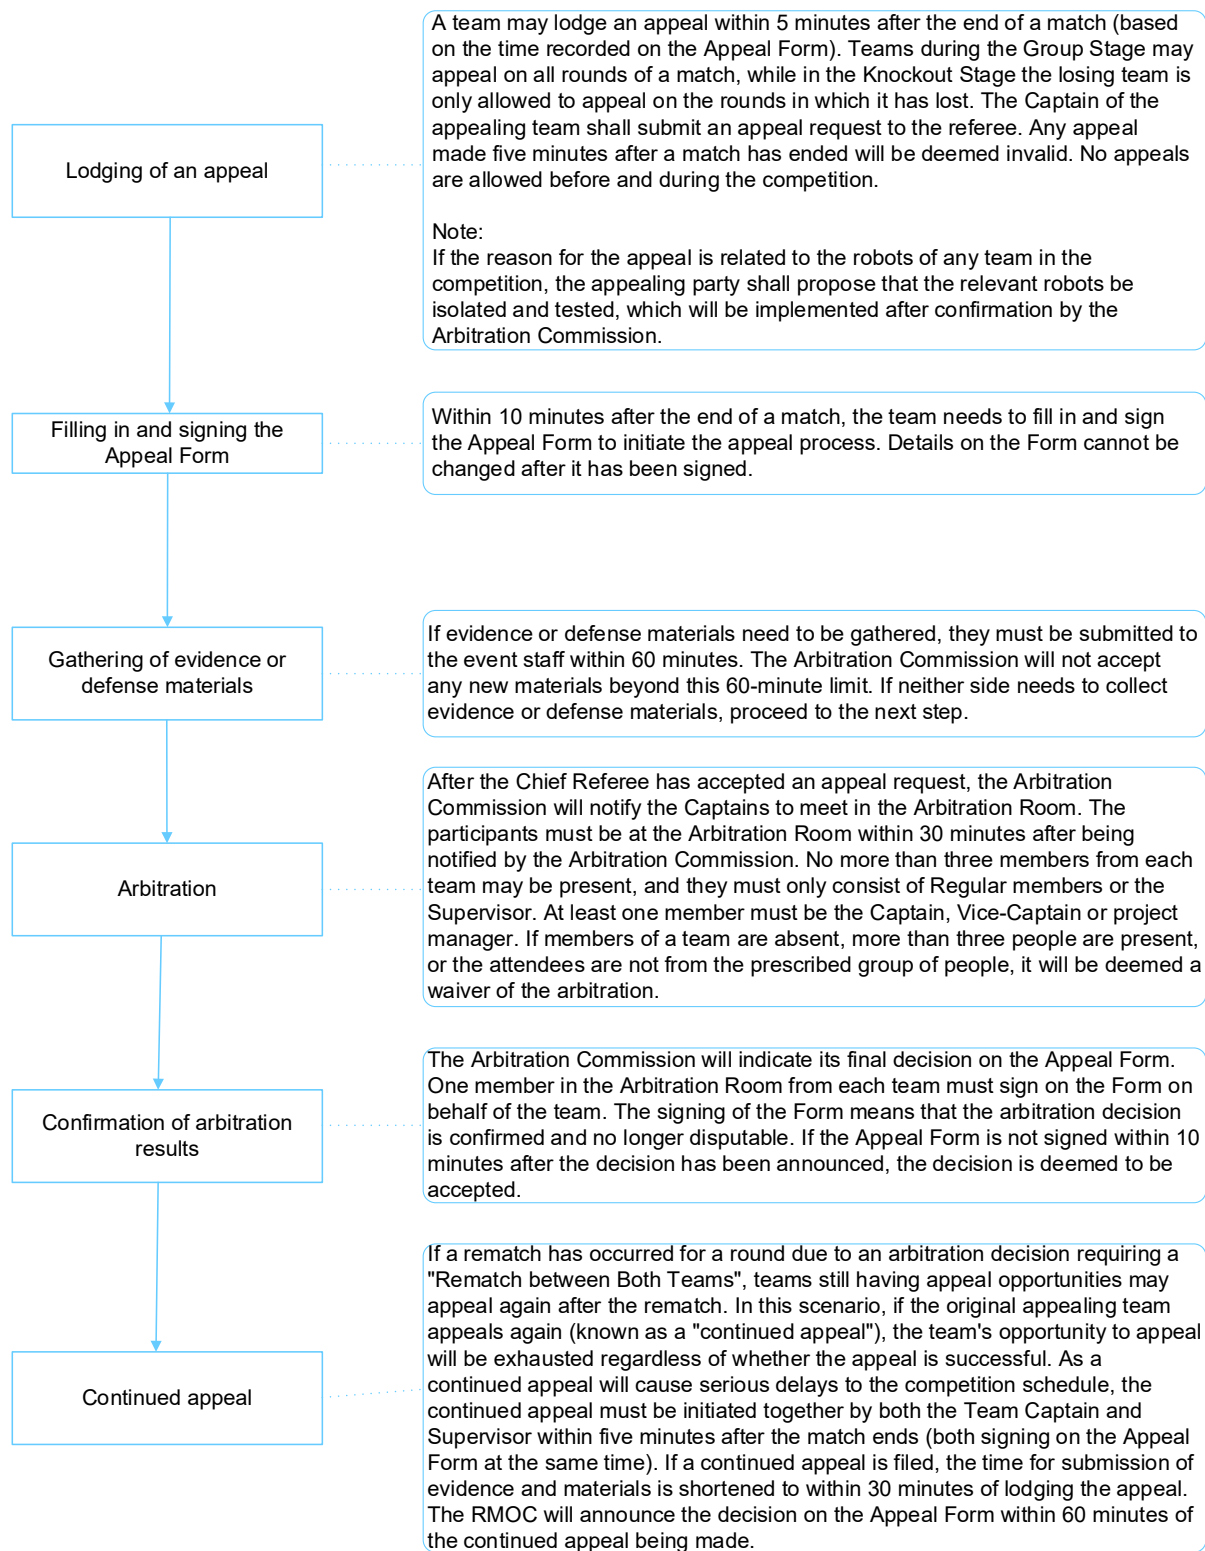 Lodging of an appeal
A team may lodge an appeal within 5 minutes after the end of a match (based
on the time recorded on the Appeal Form). Teams during the Group Stage may
appeal on all rounds of a match, while in the Knockout Stage the losing team is
only allowed to appeal on the rounds in which it has lost. The Captain of the
appealing team shall submit an appeal request to the referee. Any appeal
made five minutes after a match has ended will be deemed invalid. No appeals
are allowed before and during the competition.
Note:
If the reason for the appeal is related to the robots of any team in the
competition, the appealing party shall propose that the relevant robots be
isolated and tested, which will be implemented after confirmation by the
Arbitration Commission.
Filling in and signing the
Appeal Form
Within 10 minutes after the end of a match, the team needs to fill in and sign
the Appeal Form to initiate the appeal process. Details on the Form cannot be
changed after it has been signed.
Gathering of evidence or
defense materials
If evidence or defense materials need to be gathered, they must be submitted to
the event staff within 60 minutes. The Arbitration Commission will not accept
any new materials beyond this 60-minute limit. If neither side needs to collect
evidence or defense materials, proceed to the next step.
Arbitration
After the Chief Referee has accepted an appeal request, the Arbitration
Commission will notify the Captains to meet in the Arbitration Room. The
participants must be at the Arbitration Room within 30 minutes after being
notified by the Arbitration Commission. No more than three members from each
team may be present, and they must only consist of Regular members or the
Supervisor. At least one member must be the Captain, Vice-Captain or project
manager. If members of a team are absent, more than three people are present,
or the attendees are not from the prescribed group of people, it will be deemed a
waiver of the arbitration.
Confirmation of arbitration
results
The Arbitration Commission will indicate its final decision on the Appeal Form.
One member in the Arbitration Room from each team must sign on the Form on
behalf of the team. The signing of the Form means that the arbitration decision
is confirmed and no longer disputable. If the Appeal Form is not signed within 10
minutes after the decision has been announced, the decision is deemed to be
accepted.
Continued appeal
If a rematch has occurred for a round due to an arbitration decision requiring a
"Rematch between Both Teams", teams still having appeal opportunities may
appeal again after the rematch. In this scenario, if the original appealing team
appeals again (known as a "continued appeal"), the team's opportunity to appeal
will be exhausted regardless of whether the appeal is successful. As a
continued appeal will cause serious delays to the competition schedule, the
continued appeal must be initiated together by both the Team Captain and
Supervisor within five minutes after the match ends (both signing on the Appeal
Form at the same time). If a continued appeal is filed, the time for submission of
evidence and materials is shortened to within 30 minutes of lodging the appeal.
The RMOC will announce the decision on the Appeal Form within 60 minutes of
the continued appeal being made.